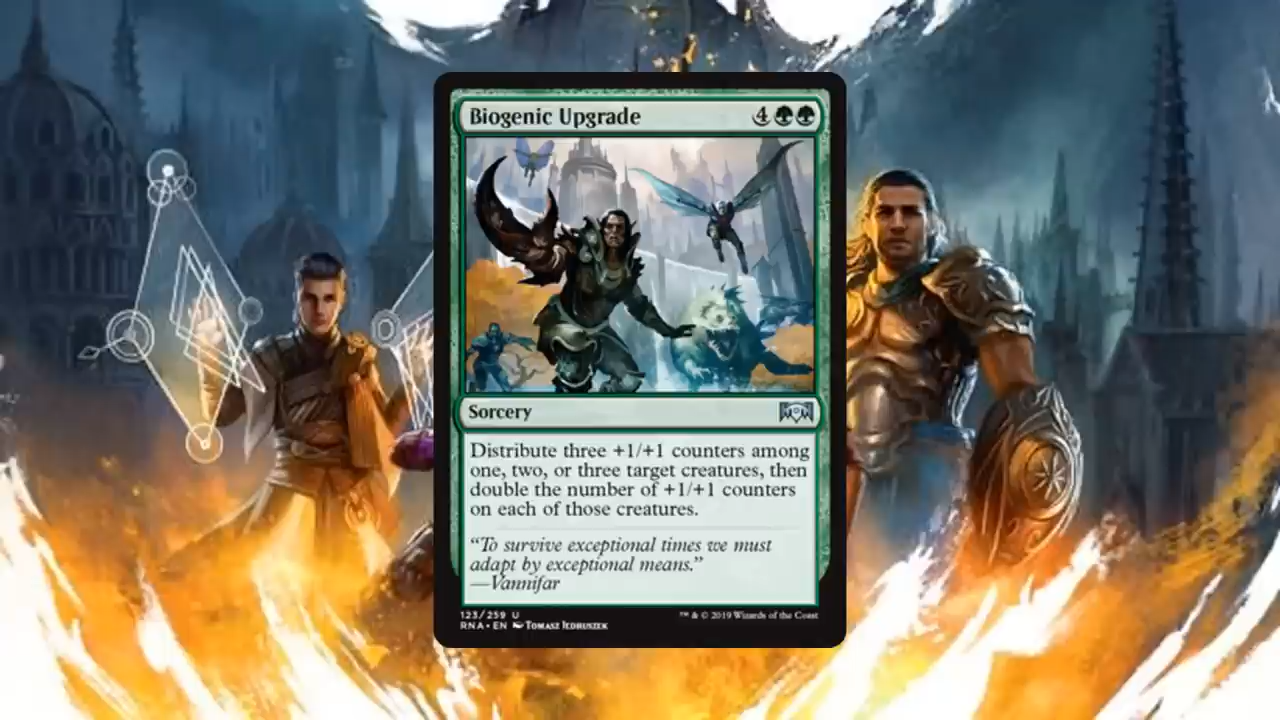 Biogenic Upgrade 4
Sorcery
Distribute three +1/+1 counters among
one, two, or three target creatures, then
double the number of +1/+1 counters
on each of those creatures.
“To survive exceptional times we must
adapt by exceptional means.”
—Vannifar
123/259 U
RNA • EN Tomasz Jedruszek
™ & © 2019 Wizards of the Coast